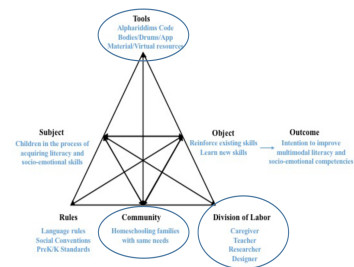 Tools
Alphariddims Code
Bodies/Drums/App
Material/Virtual resources
Subject
Children in the process of
acquiring literacy and
socio-emotional skills
Object
Reinforce existing skills
Learn new skills
Outcome
Intention to improve
multimodal literacy and
socio-emotional competencies
Rules
Language rules
Social Conventions
PreK/K Standards
Community
Homeschooling families
with same needs
Division of Labor
Caregiver
Teacher
Researcher
Designer